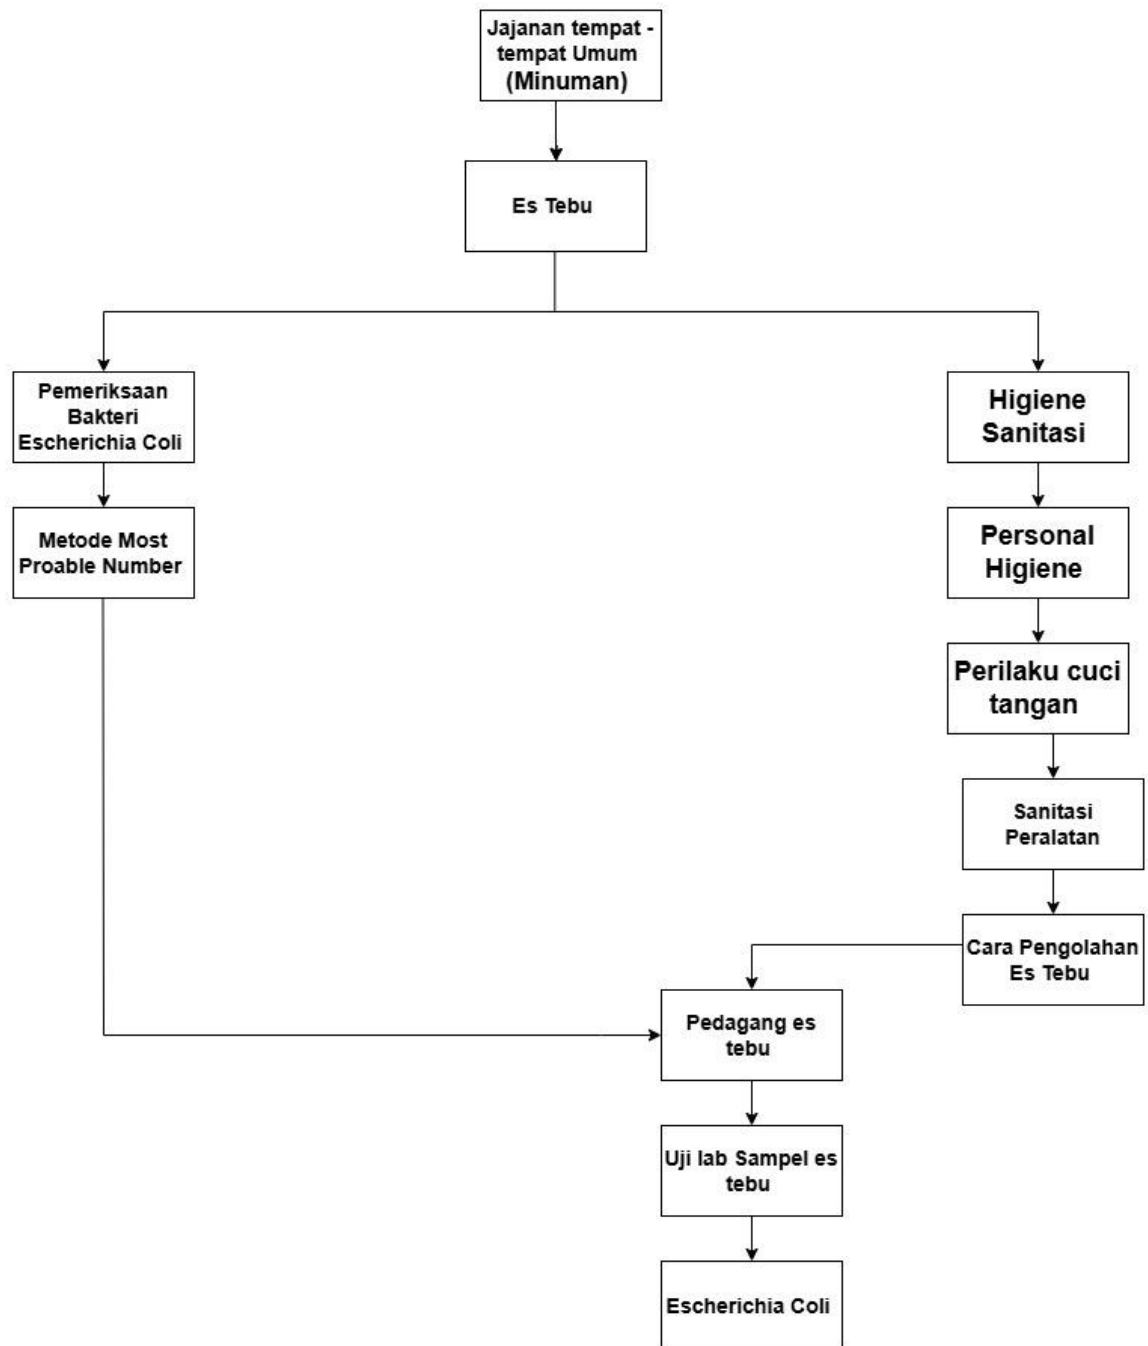 Jajanan tempat -
tempat Umum
(Minuman)
Es Tebu
Pemeriksaan
Bakteri
Escherichia Coli
Higiene
Sanitasi
Metode Most
Proable Number
Personal
Higiene
Perilaku cuci
tangan
Sanitasi
Peralatan
Cara Pengolahan
Es Tebu
Pedagang es
tebu
Uji lab Sampel es
tebu
Escherichia Coli